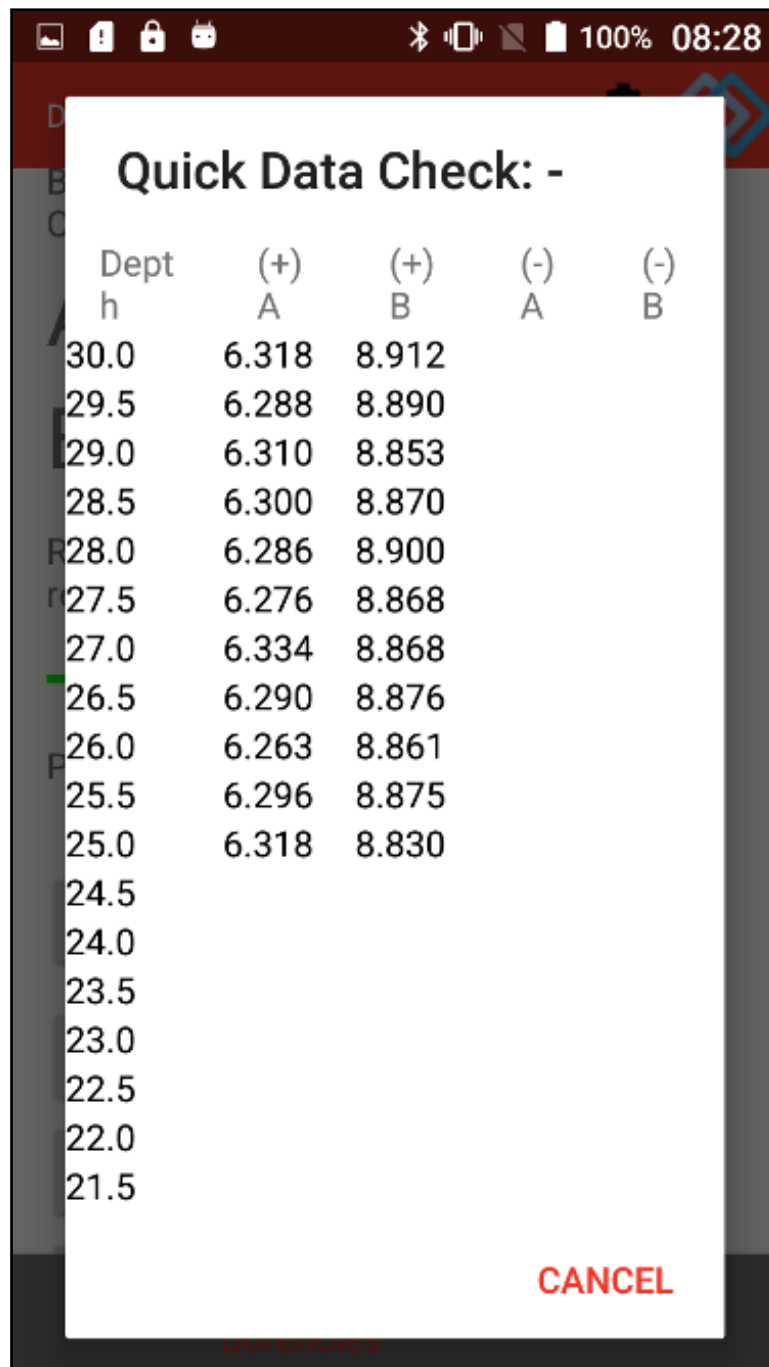 100% 08:28
D
Quick Data Check: -
B
C
Dept (+) (+) (-) (-)
h A B A B
30.0 6.318 8.912
29.5 6.288 8.890
29.0 6.310 8.853
28.5 6.300 8.870
R 28.0 6.286 8.900
27.5 6.276 8.868
27.0 6.334 8.868
26.5 6.290 8.876
P 26.0 6.263 8.861
25.5 6.296 8.875
25.0 6.318 8.830
24.5
24.0
23.5
23.0
22.5
22.0
21.5
CANCEL
Boreholes